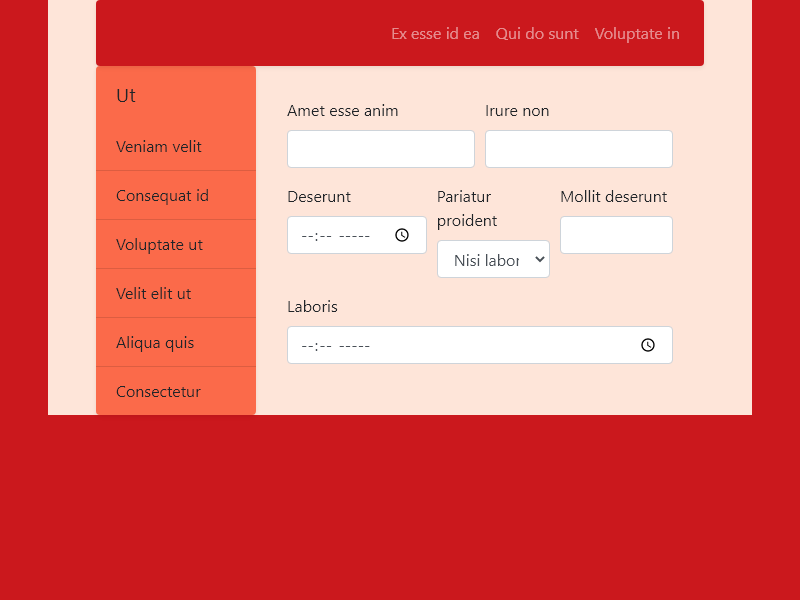 Ex esse id ea Qui do sunt Voluptate in
Ut
Veniam velit
Consequat id
Voluptate ut
Velit elit ut
Aliqua quis
Consectetur
Amet esse anim Irure non
Deserunt Pariatur proident Mollit deserunt
--:-- ----- Nisi labor
Laboris
--:-- -----